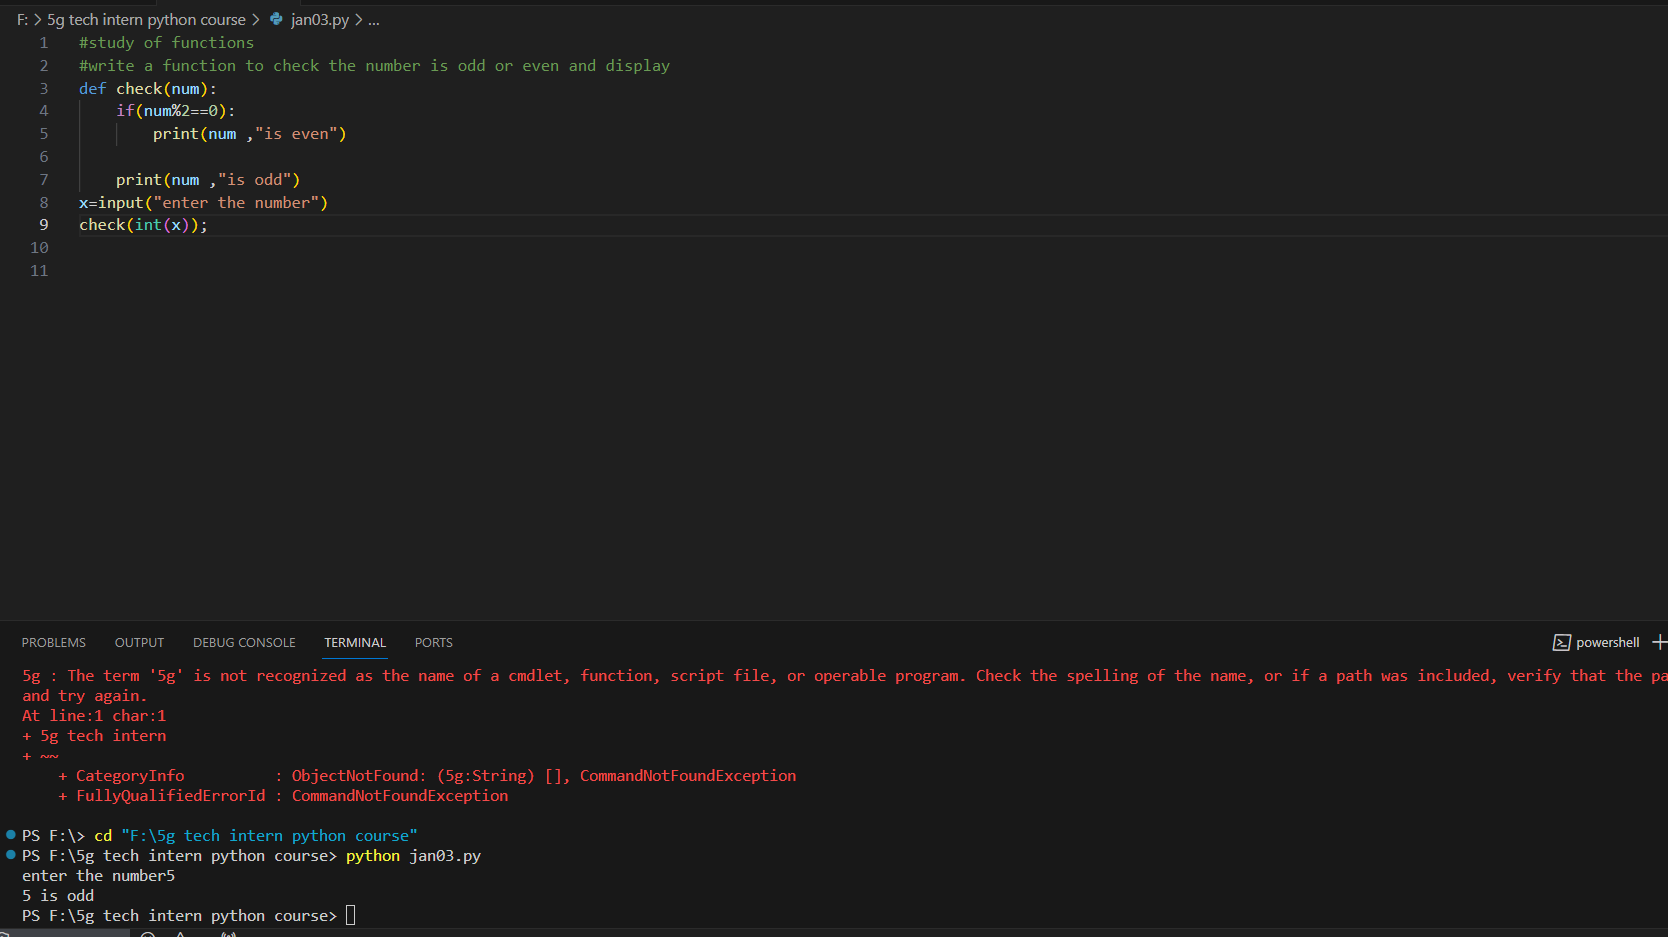 F: > 5g tech intern python course > jan03.py > ...
1 #study of functions
2 #write a function to check the number is odd or even and display
3 def check(num):
4     if(num%2==0):
5         print(num ,"is even")
6
7     print(num ,"is odd")
8 x=input("enter the number")
9 check(int(x));
10
11
PROBLEMS OUTPUT DEBUG CONSOLE TERMINAL PORTS powershell
5g : The term '5g' is not recognized as the name of a cmdlet, function, script file, or operable program. Check the spelling of the name, or if a path was included, verify that the pa
and try again.
At line:1 char:1
+ 5g tech intern
+ ~~
    + CategoryInfo          : ObjectNotFound: (5g:String) [], CommandNotFoundException
    + FullyQualifiedErrorId : CommandNotFoundException
PS F:\> cd "F:\5g tech intern python course"
PS F:\5g tech intern python course> python jan03.py
enter the number5
5 is odd
PS F:\5g tech intern python course>